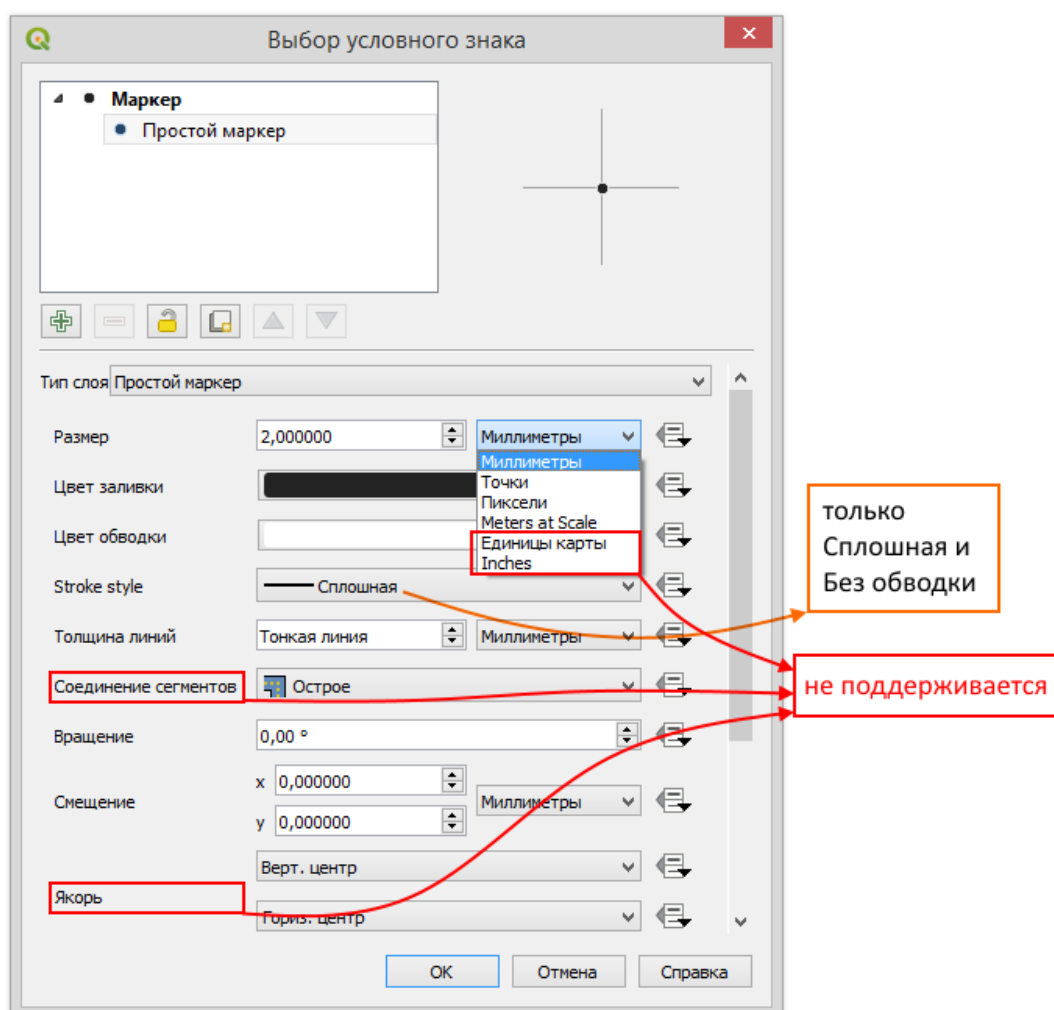 Выбор условного знака
Маркер
Простой маркер
Тип слоя Простой маркер
Размер 2,000000 Миллиметры
Миллиметры
Точки
Пиксели
Meters at Scale
Единицы карты
Inches
Цвет заливки
Цвет обводки
Stroke style Сплошная
только
Сплошная и
Без обводки
Толщина линий Тонкая линия Миллиметры
Соединение сегментов Острое
не поддерживается
Вращение 0,00 °
Смещение x 0,000000 Миллиметры
y 0,000000
Верт. центр
Якорь
Гориз. центр
OK Отмена Справка